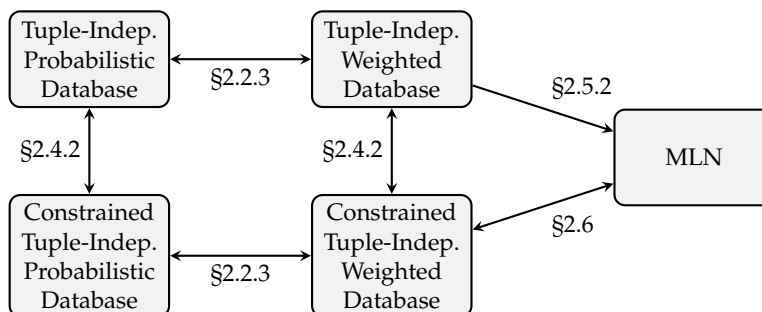 Tuple-Indep.
Probabilistic
Database
§2.2.3
Tuple-Indep.
Weighted
Database
§2.5.2
§2.4.2
§2.4.2
MLN
Constrained
Tuple-Indep.
Probabilistic
Database
§2.2.3
Constrained
Tuple-Indep.
Weighted
Database
§2.6